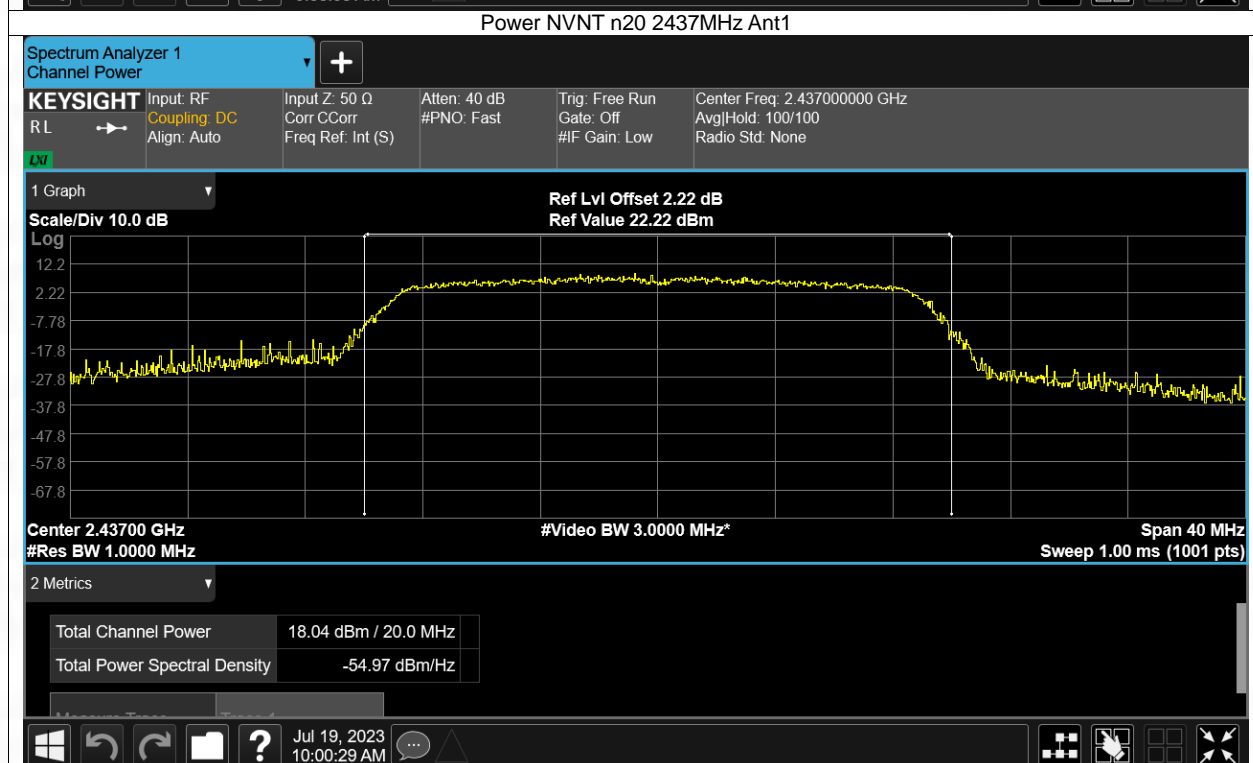 Power NVNT n20 2437MHz Ant1
Spectrum Analyzer 1
Channel Power
KEYSIGHT
R L
LXI
Input: RF
Coupling: DC
Align: Auto
Input Z: 50 Ω
Corr CCorr
Freq Ref: Int (S)
Atten: 40 dB
#PNO: Fast
Trig: Free Run
Gate: Off
#IF Gain: Low
Center Freq: 2.437000000 GHz
Avg|Hold: 100/100
Radio Std: None
1 Graph
Scale/Div 10.0 dB
Ref Lvl Offset 2.22 dB
Ref Value 22.22 dBm
Log
12.2
2.22
-7.78
-17.8
-27.8
-37.8
-47.8
-57.8
-67.8
Center 2.43700 GHz
#Video BW 3.0000 MHz*
Span 40 MHz
#Res BW 1.0000 MHz
Sweep 1.00 ms (1001 pts)
2 Metrics
Total Channel Power 18.04 dBm / 20.0 MHz
Total Power Spectral Density -54.97 dBm/Hz
?
Jul 19, 2023
10:00:29 AM